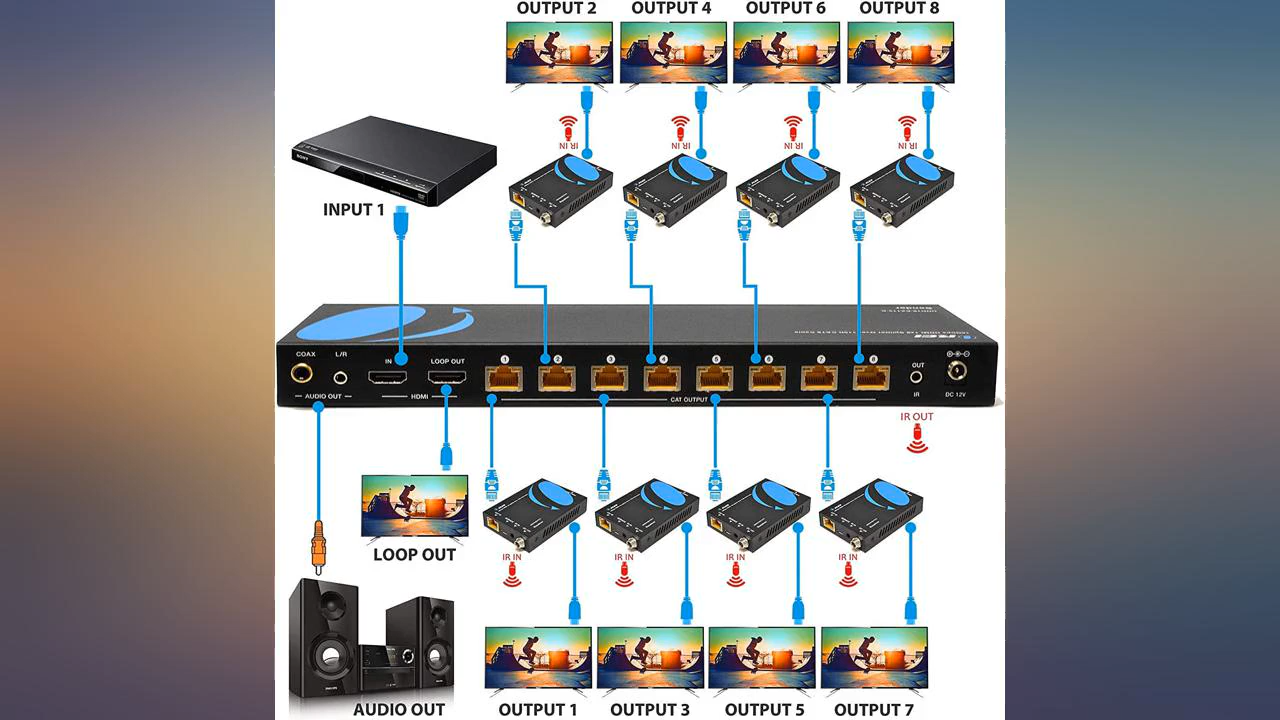 OUTPUT 2
OUTPUT 4
OUTPUT 6
OUTPUT 8
SONY
IR IN
IR IN
IR IN
IR IN
INPUT 1
Sender
COAX
L/R
IN
LOOP OUT
1
2
3
4
5
6
7
8
OUT
AUDIO OUT
HDMI
CAT OUTPUT
IR
DC 12V
IR OUT
LOOP OUT
IR IN
IR IN
IR IN
IR IN
PHILIPS
AUDIO OUT
OUTPUT 1
OUTPUT 3
OUTPUT 5
OUTPUT 7